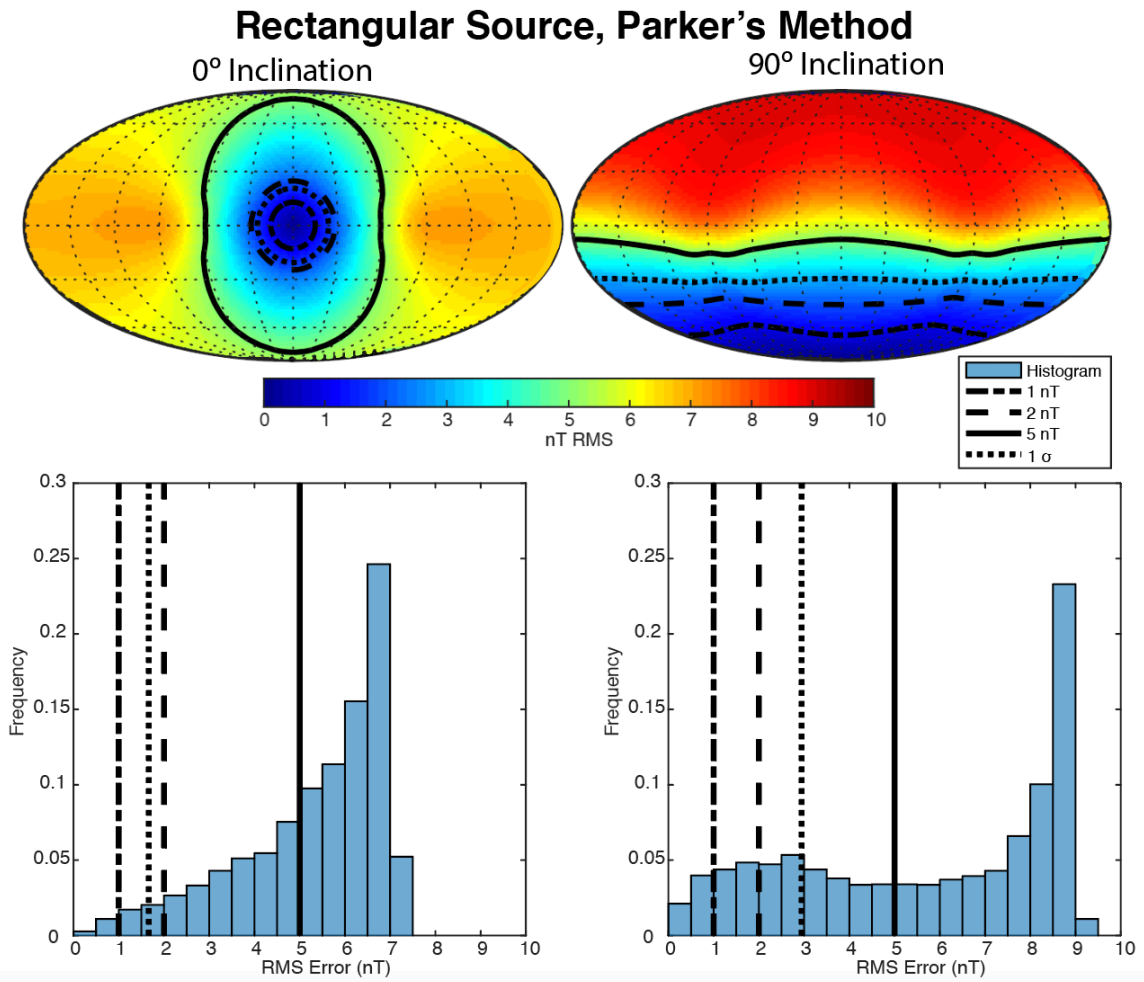 Rectangular Source, Parker's Method
0º Inclination
90º Inclination
0 1 2 3 4 5 6 7 8 9 10
nT RMS
Histogram
1 nT
2 nT
5 nT
1 σ
0.3
0.25
0.2
0.15
0.1
0.05
0
Frequency
0 1 2 3 4 5 6 7 8 9 10
RMS Error (nT)
0.3
0.25
0.2
0.15
0.1
0.05
0
Frequency
0 1 2 3 4 5 6 7 8 9 10
RMS Error (nT)